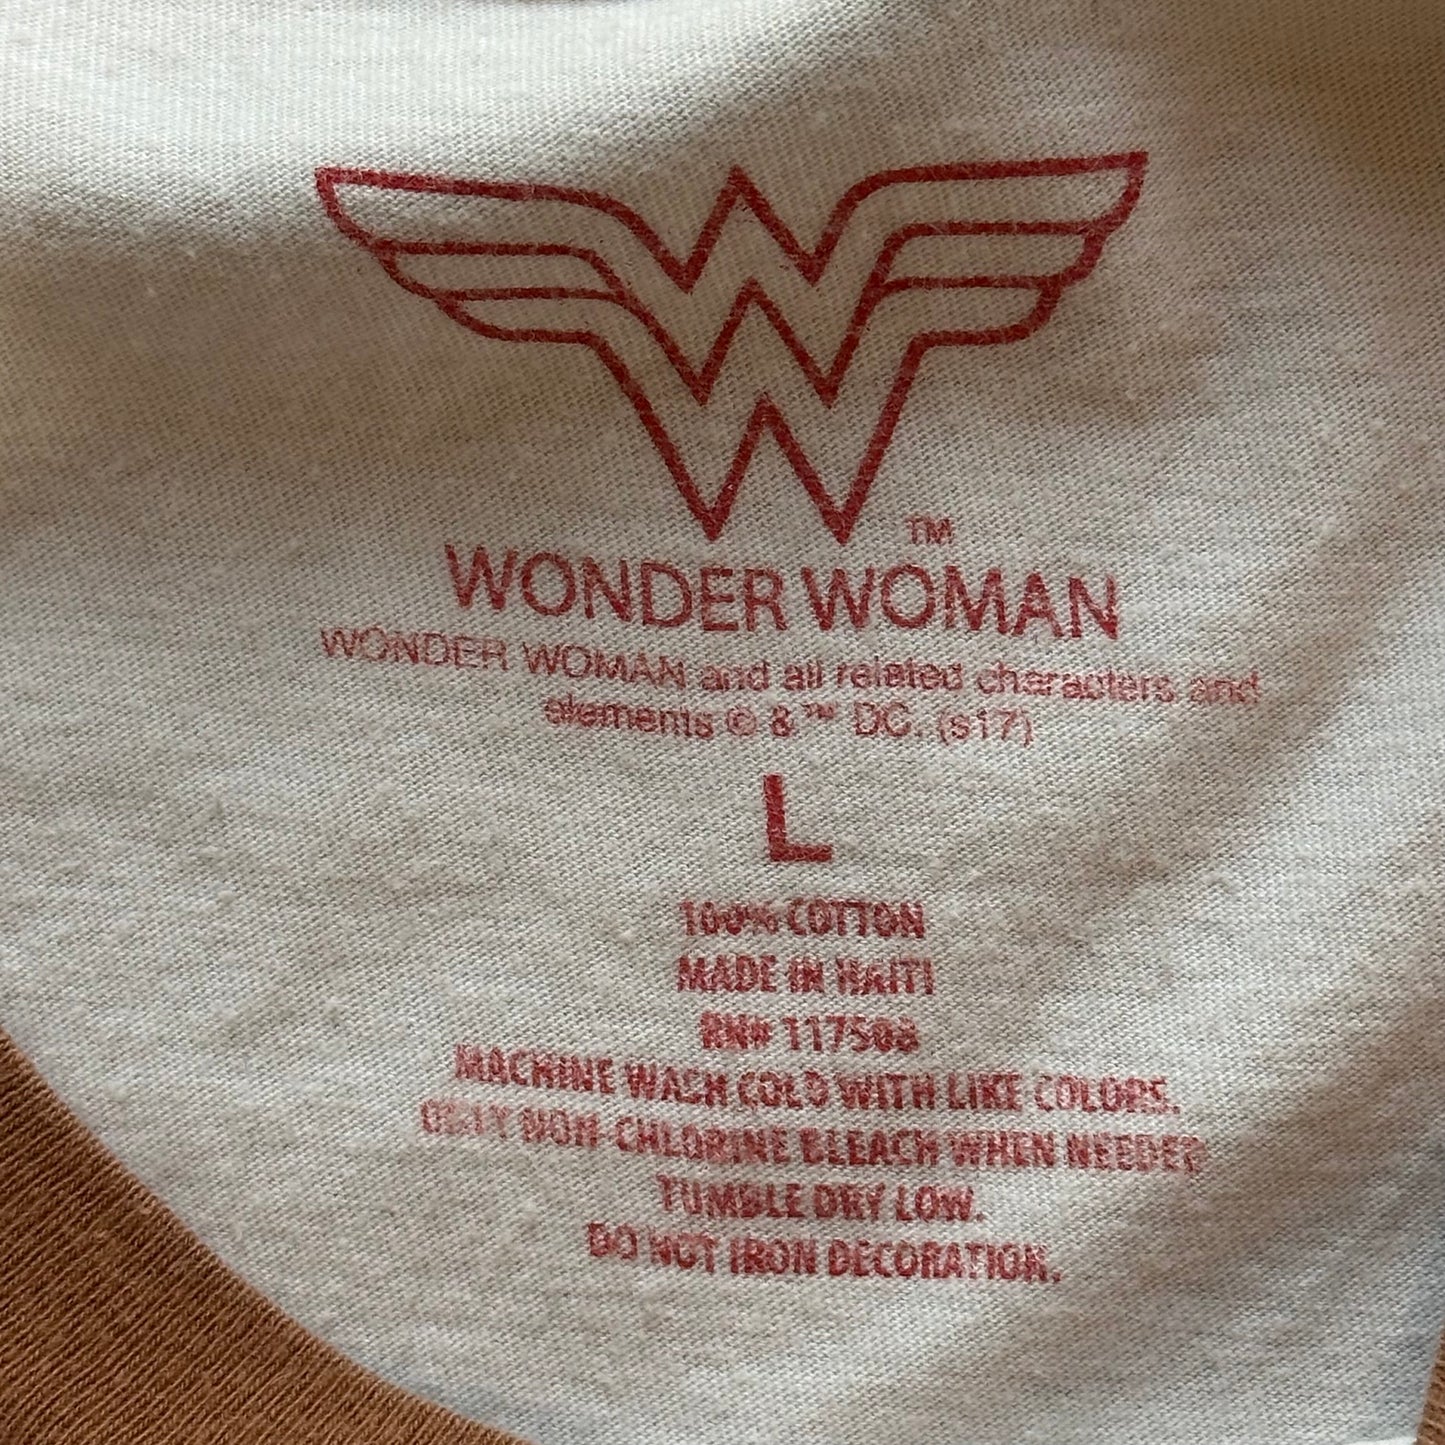 TM
WONDER WOMAN
WONDER WOMAN and all related characters and
elements © & ™ DC. (s17)
L
100% COTTON
MADE IN HAITI
RN# 117508
MACHINE WASH COLD WITH LIKE COLORS.
ONLY NON-CHLORINE BLEACH WHEN NEEDED
TUMBLE DRY LOW.
DO NOT IRON DECORATION.